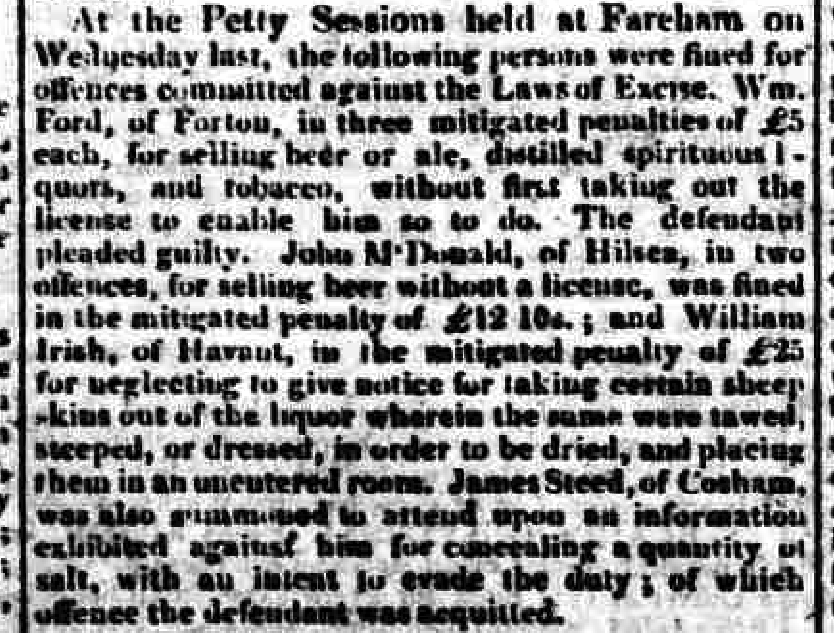 At the Petty Sessions held at Fareham on
Wednesday last, the following persons were fined for
offences committed against the Laws of Excise. Wm.
Ford, of Forton, in three mitigated penalties of £5
each, for selling beer or ale, distilled spirituous li-
quors, and tobacco, without first taking out the
license to enable him so to do. The defendant
pleaded guilty. John M'Donald, of Hilsea, in two
offences, for selling beer without a license, was fined
in the mitigated penalty of £12 10s.; and William
Irish, of Havant, in the mitigated penalty of £25
for neglecting to give notice for taking certain sheep
skins out of the liquor wherein the same were tawed,
steeped, or dressed, in order to be dried, and placing
them in an unentered room. James Steed, of Cosham,
was also summoned to attend upon an information
exhibited against him for concealing a quantity of
salt, with an intent to evade the duty; of which
offence the defendant was acquitted.